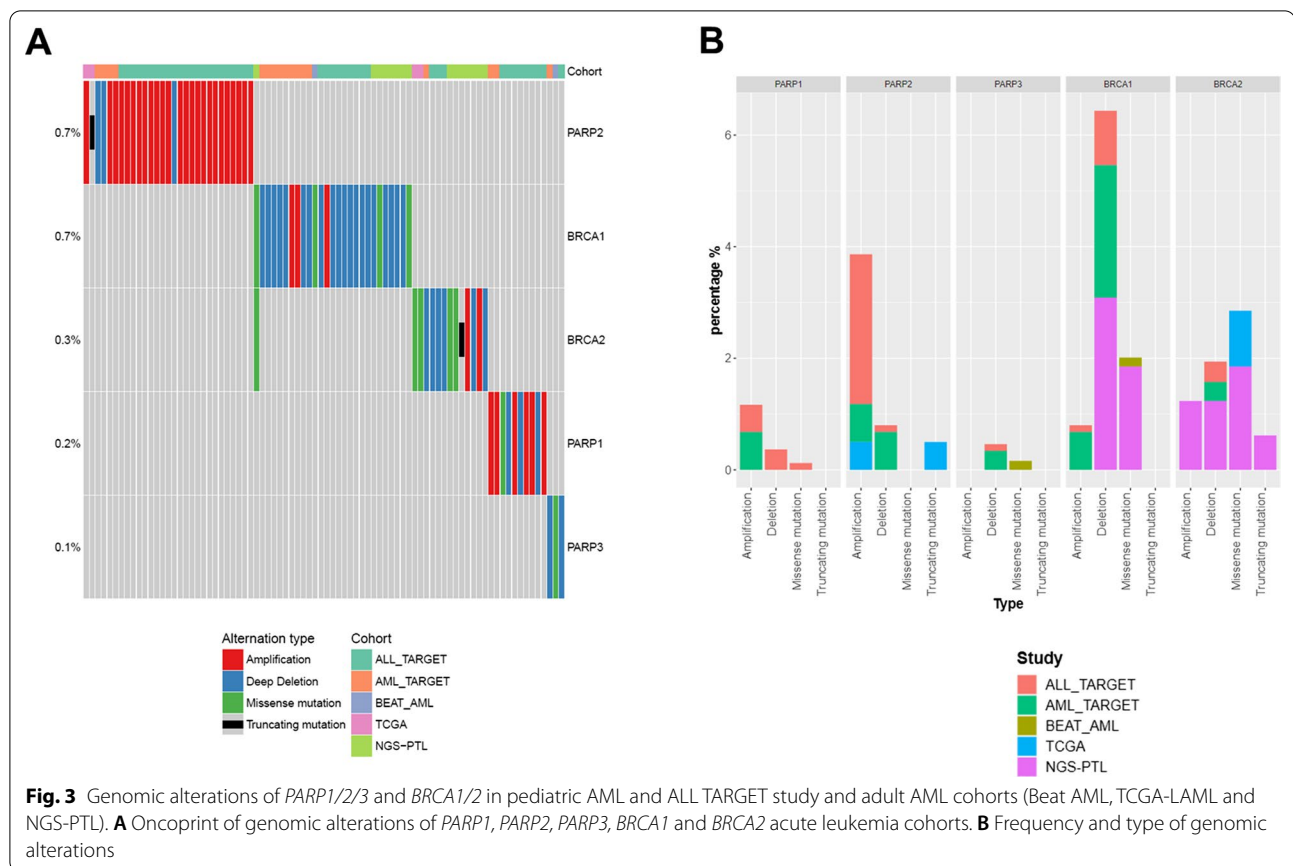 A
B
Cohort
0.7%
PARP2
0.7%
BRCA1
0.3%
BRCA2
0.2%
PARP1
0.1%
PARP3
Alternation type
Amplification
Deep Deletion
Missense mutation
Truncating mutation
Cohort
ALL_TARGET
AML_TARGET
BEAT_AML
TCGA
NGS-PTL
PARP1
PARP2
PARP3
BRCA1
BRCA2
percentage %
6
4
2
0
Amplification
Deletion
Missense mutation
Truncating mutation
Amplification
Deletion
Missense mutation
Truncating mutation
Amplification
Deletion
Missense mutation
Truncating mutation
Amplification
Deletion
Missense mutation
Truncating mutation
Amplification
Deletion
Missense mutation
Truncating mutation
Type
Study
ALL_TARGET
AML_TARGET
BEAT_AML
TCGA
NGS-PTL
Fig. 3 Genomic alterations of PARP1/2/3 and BRCA1/2 in pediatric AML and ALL TARGET study and adult AML cohorts (Beat AML, TCGA-LAML and
NGS-PTL). A Oncoprint of genomic alterations of PARP1, PARP2, PARP3, BRCA1 and BRCA2 acute leukemia cohorts. B Frequency and type of genomic
alterations